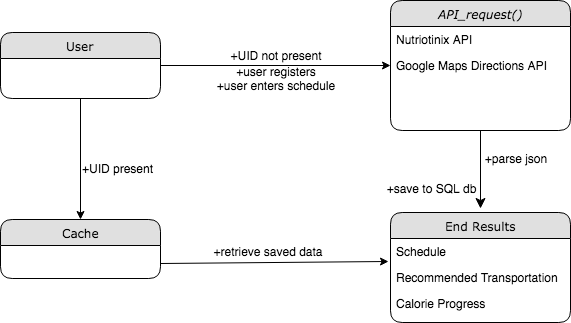 API_request()
User
Nutriotinix API
+UID not present
Google Maps Directions API
+user registers
+user enters schedule
+parse json
+UID present
+save to SQL db
Cache
End Results
+retrieve saved data
Schedule
Recommended Transportation
Calorie Progress